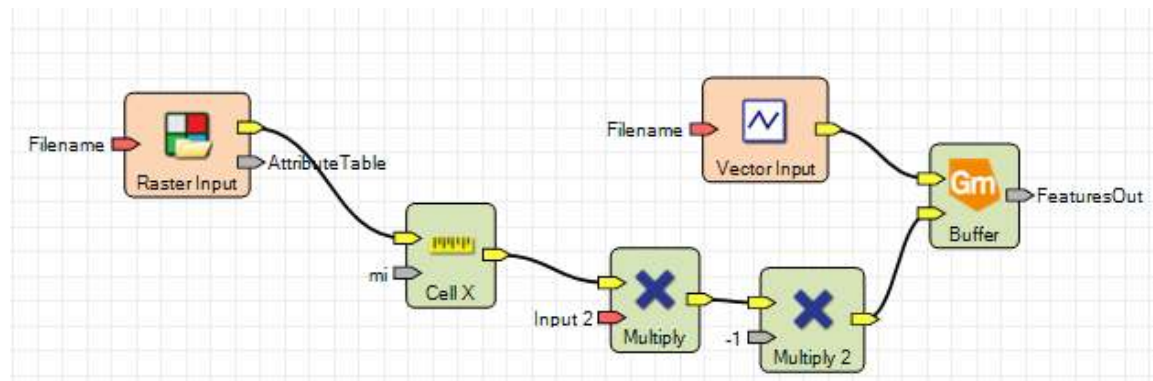 Filename
Raster Input
AttributeTable
mi
Cell X
Input 2
Multiply
-1
Multiply 2
Filename
Vector Input
Gm
Buffer
FeaturesOut